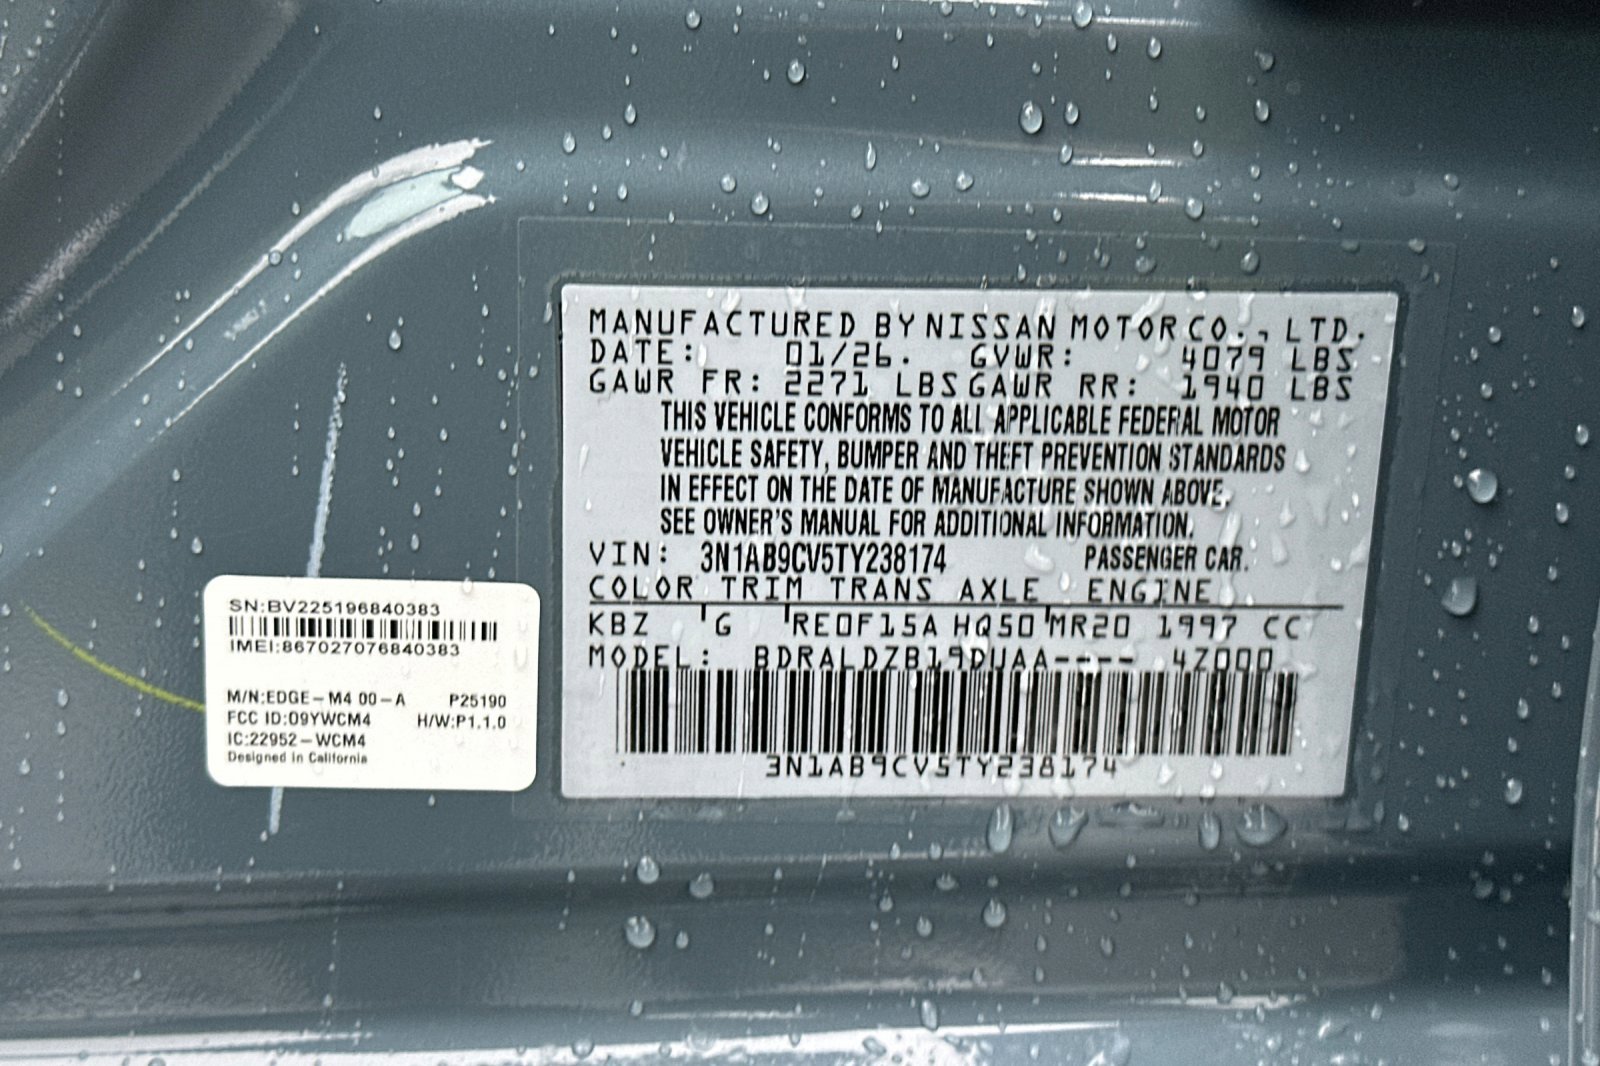 MANUFACTURED BY NISSAN MOTOR CO., LTD.
DATE: 01/26. GVWR: 4079 LBS
GAWR FR: 2271 LBS GAWR RR: 1940 LBS
THIS VEHICLE CONFORMS TO ALL APPLICABLE FEDERAL MOTOR
VEHICLE SAFETY, BUMPER AND THEFT PREVENTION STANDARDS
IN EFFECT ON THE DATE OF MANUFACTURE SHOWN ABOVE.
SEE OWNER'S MANUAL FOR ADDITIONAL INFORMATION.
VIN: 3N1AB9CV5TY238174 PASSENGER CAR.
COLOR TRIM TRANS AXLE ENGINE
KBZ G RE0F15A HQ50 MR20 1997 CC
MODEL: BDRALDZB19DUAA---- 4Z000
3N1AB9CV5TY238174
SN:BV225196840383
IMEI:867027076840383
M/N:EDGE-M4 00-A P25190
FCC ID:O9YWCM4 H/W:P1.1.0
IC:22952-WCM4
Designed in California